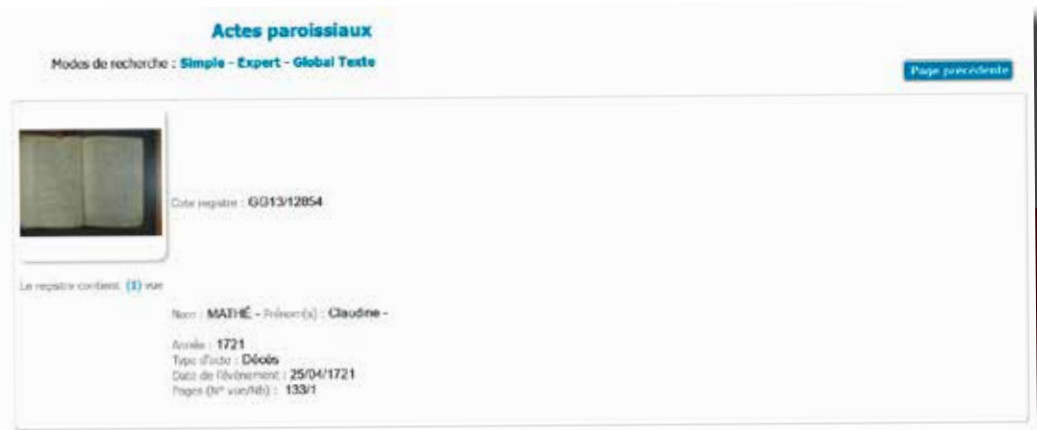 Actes paroissiaux
Modes de recherche : Simple - Expert - Global Texte
Page précédente
Cote registre : GG13/12854
Le registre contient (1) vue
Nom : MATHÉ - Prénom(s) : Claudine -
Année : 1721
Type d'acte : Décès
Date de l'événement : 25/04/1721
Pages (N° vue/Nb) : 133/1